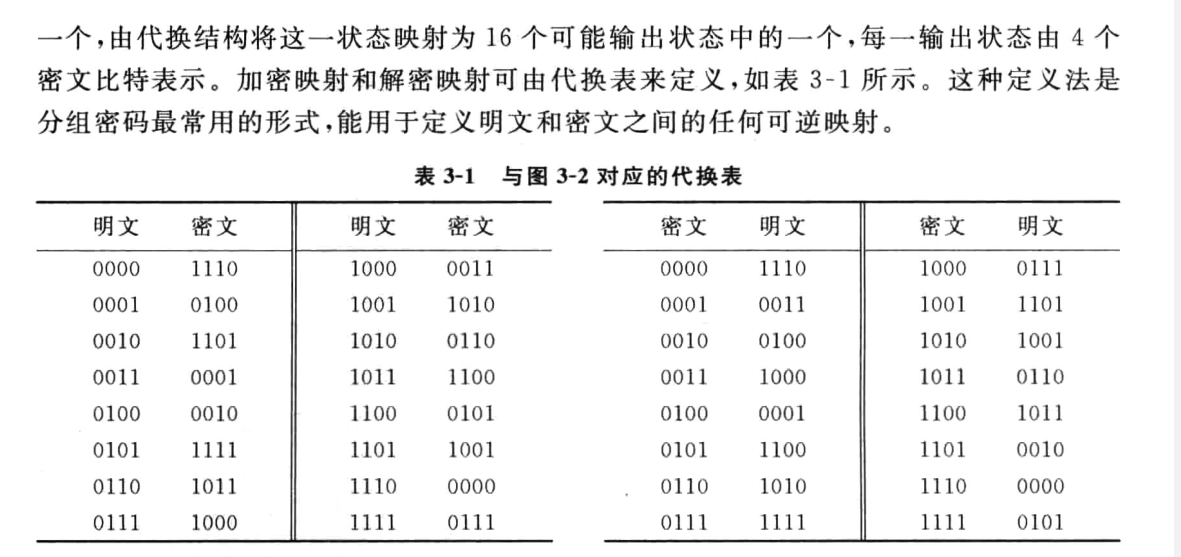 一个,由代换结构将这一状态映射为 16 个可能输出状态中的一个,每一输出状态由 4 个
密文比特表示。加密映射和解密映射可由代换表来定义,如表 3-1 所示。这种定义法是
分组密码最常用的形式,能用于定义明文和密文之间的任何可逆映射。
表 3-1 与图 3-2 对应的代换表
明文 密文 明文 密文 密文 明文 密文 明文
0000 1110 1000 0011 0000 1110 1000 0111
0001 0100 1001 1010 0001 0011 1001 1101
0010 1101 1010 0110 0010 0100 1010 1001
0011 0001 1011 1100 0011 1000 1011 0110
0100 0010 1100 0101 0100 0001 1100 1011
0101 1111 1101 1001 0101 1100 1101 0010
0110 1011 1110 0000 0110 1010 1110 0000
0111 1000 1111 0111 0111 1111 1111 0101